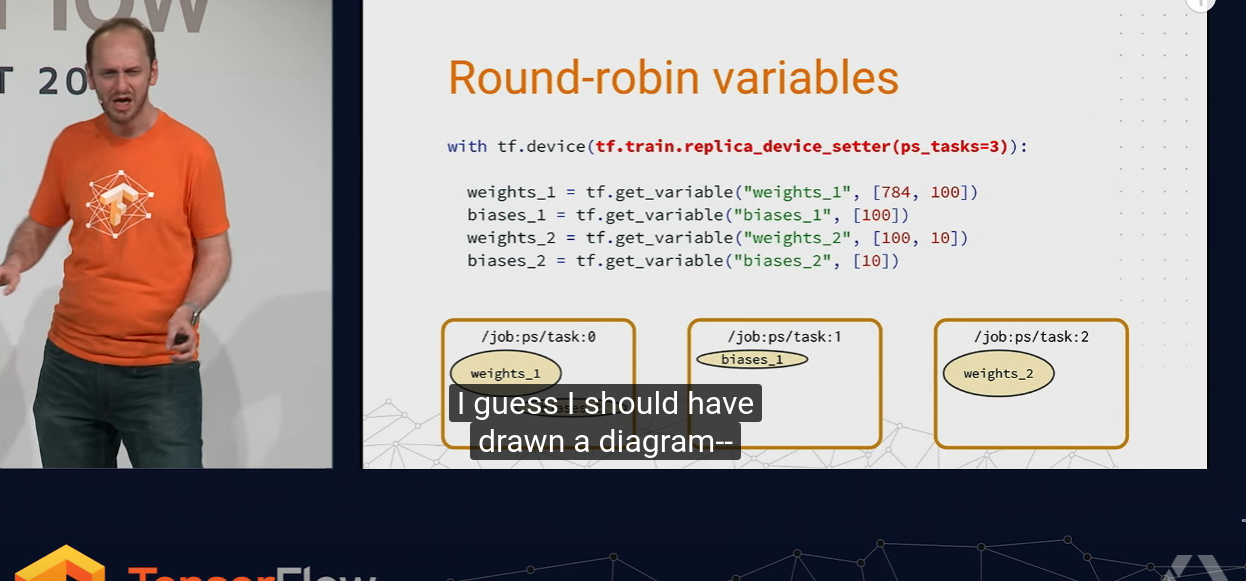 FLOW
T 20
Round-robin variables
with tf.device(tf.train.replica_device_setter(ps_tasks=3)):
weights_1 = tf.get_variable("weights_1", [784, 100])
biases_1 = tf.get_variable("biases_1", [100])
weights_2 = tf.get_variable("weights_2", [100, 10])
biases_2 = tf.get_variable("biases_2", [10])
/job:ps/task:0
/job:ps/task:1
/job:ps/task:2
weights_1
biases_1
weights_2
I guess I should have
drawn a diagram--
TensorFlow